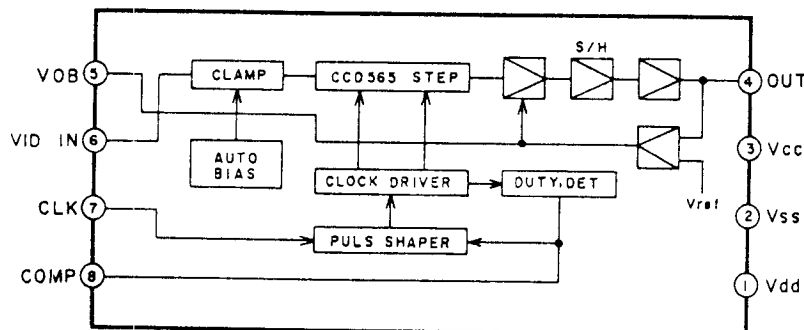 S/H
VOB 5
CLAMP
CCD565 STEP
4 OUT
VID IN 6
AUTO
BIAS
3 Vcc
CLOCK DRIVER
DUTY, DET
Vref
CLK 7
2 Vss
PULS SHAPER
COMP 8
1 Vdd